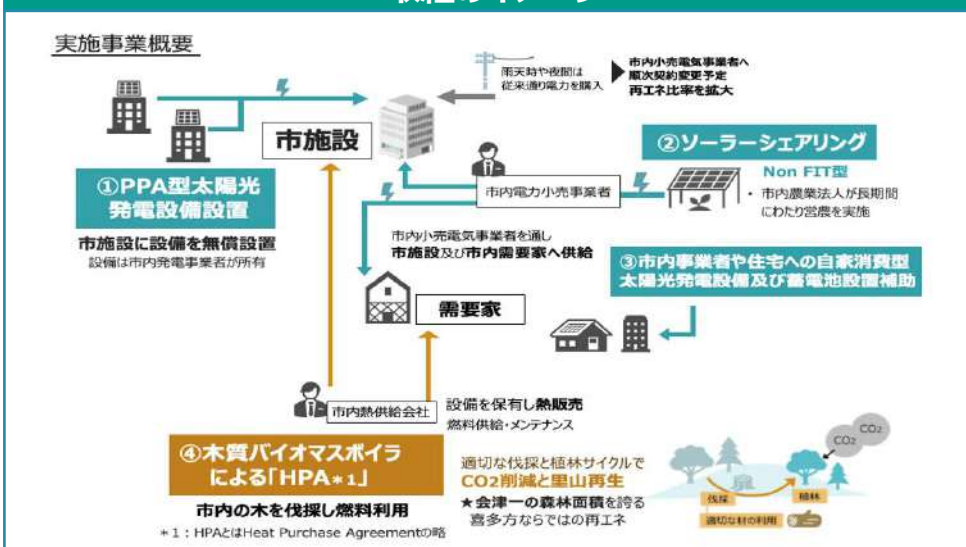 実施事業概要
雨天時や夜間は
従来通り電力を購入
市内小売電気事業者へ
順次契約変更予定
再エネ比率を拡大
市施設
①PPA型太陽光
発電設備設置
市施設に設備を無償設置
設備は市内発電事業者が所有
市内電力小売事業者
②ソーラーシェアリング
Non FIT型
・市内農業法人が長期間
にわたり営農を実施
市内小売電気事業者を通し
市施設及び市内需要家へ供給
③市内事業者や住宅への自家消費型
太陽光発電設備及び蓄電池設置補助
需要家
市内熱供給会社
設備を保有し熱販売
燃料供給・メンテナンス
④木質バイオマスボイラ
による「HPA*1」
市内の木を伐採し燃料利用
*1：HPAとはHeat Purchase Agreementの略
適切な伐採と植林サイクルで
CO2削減と里山再生
★会津一の森林面積を誇る
喜多方ならではの再エネ
CO2
CO2
伐採
植林
適切な材の利用